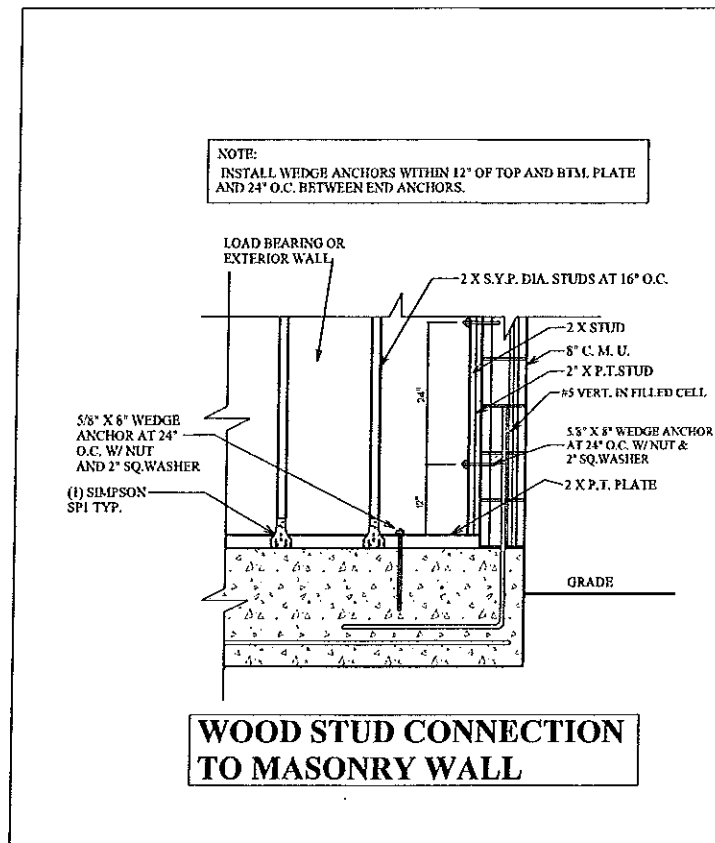 NOTE:
INSTALL WEDGE ANCHORS WITHIN 12" OF TOP AND BTM. PLATE
AND 24" O.C. BETWEEN END ANCHORS.
LOAD BEARING OR
EXTERIOR WALL
2 X S.Y.P. DIA. STUDS AT 16" O.C.
2 X STUD
8" C. M. U.
2" X P.T.STUD
#5 VERT. IN FILLED CELL
5/8" X 8" WEDGE ANCHOR
AT 24" O.C. W/ NUT &
2" SQ.WASHER
2 X P.T. PLATE
24"
12"
5/8" X 6" WEDGE
ANCHOR AT 24"
O.C. W/ NUT
AND 2" SQ.WASHER
(1) SIMPSON
SP1 TYP.
GRADE
WOOD STUD CONNECTION
TO MASONRY WALL